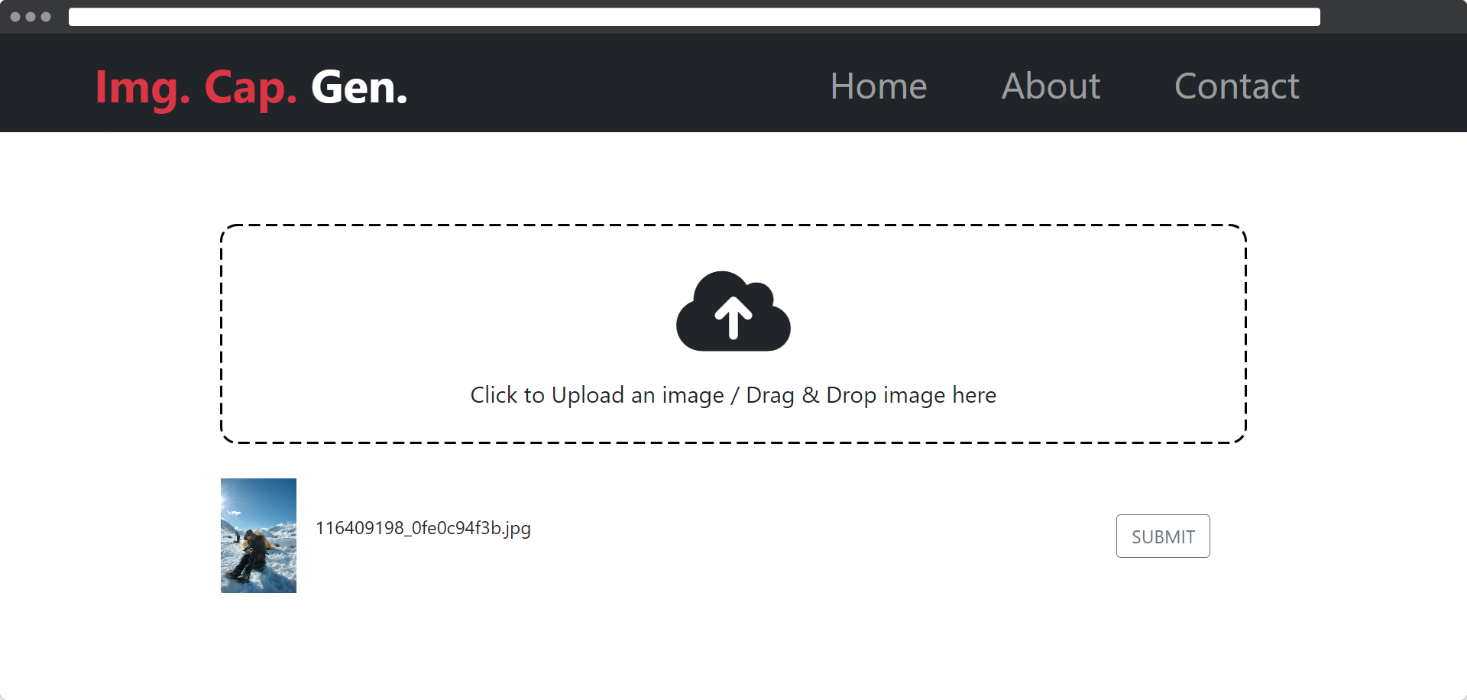 Img. Cap. Gen.
Home About Contact
Click to Upload an image / Drag & Drop image here
116409198_0fe0c94f3b.jpg
SUBMIT